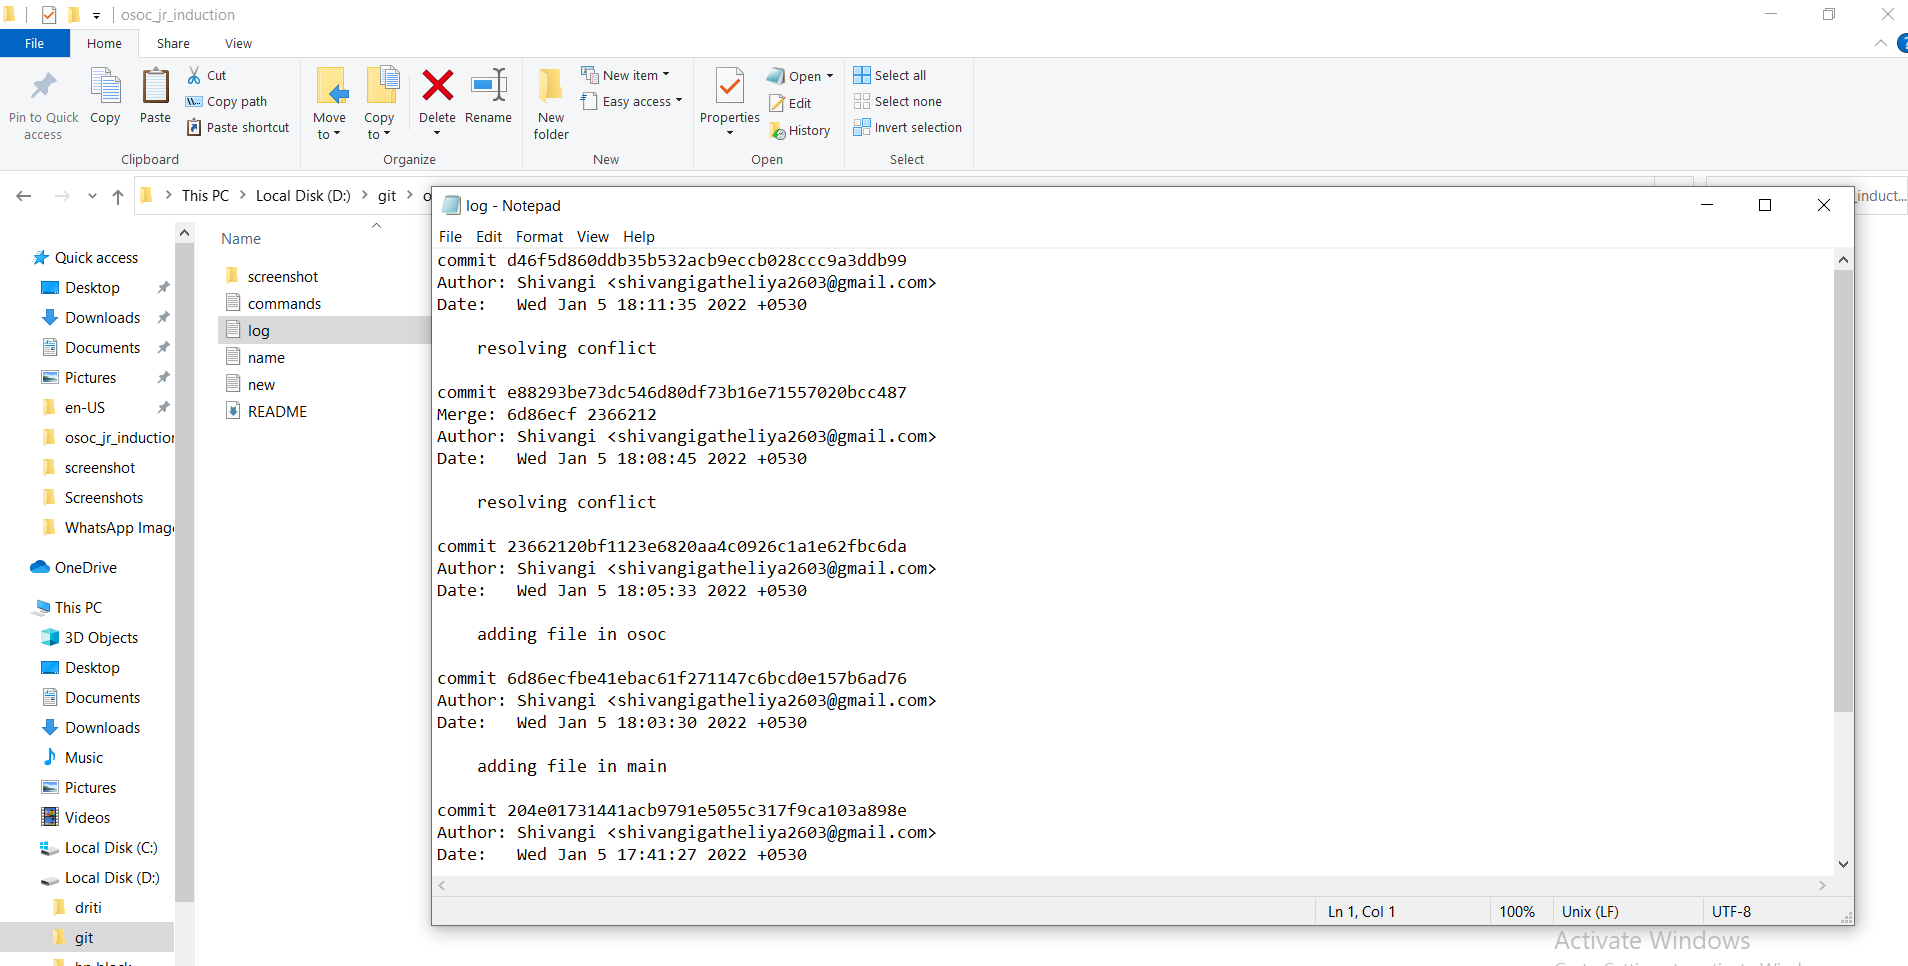 osoc_jr_induction
File Home Share View
Pin to Quick access
Copy
Paste
Cut
Copy path
Paste shortcut
Clipboard
Move to
Copy to
Delete
Rename
Organize
New folder
New item
Easy access
New
Properties
Open
Edit
History
Open
Select all
Select none
Invert selection
Select
This PC > Local Disk (D:) > git >
_induct...
Name
Quick access
Desktop
Downloads
Documents
Pictures
en-US
osoc_jr_induction
screenshot
Screenshots
WhatsApp Imag
OneDrive
This PC
3D Objects
Desktop
Documents
Downloads
Music
Pictures
Videos
Local Disk (C:)
Local Disk (D:)
driti
git
screenshot
commands
log
name
new
README
log - Notepad
File Edit Format View Help
commit d46f5d860ddb35b532acb9eccb028ccc9a3ddb99
Author: Shivangi <shivangigatheliya2603@gmail.com>
Date:   Wed Jan 5 18:11:35 2022 +0530
resolving conflict
commit e88293be73dc546d80df73b16e71557020bcc487
Merge: 6d86ecf 2366212
Author: Shivangi <shivangigatheliya2603@gmail.com>
Date:   Wed Jan 5 18:08:45 2022 +0530
resolving conflict
commit 23662120bf1123e6820aa4c0926c1a1e62fbc6da
Author: Shivangi <shivangigatheliya2603@gmail.com>
Date:   Wed Jan 5 18:05:33 2022 +0530
adding file in osoc
commit 6d86ecfbe41ebac61f271147c6bcd0e157b6ad76
Author: Shivangi <shivangigatheliya2603@gmail.com>
Date:   Wed Jan 5 18:03:30 2022 +0530
adding file in main
commit 204e01731441acb9791e5055c317f9ca103a898e
Author: Shivangi <shivangigatheliya2603@gmail.com>
Date:   Wed Jan 5 17:41:27 2022 +0530
Ln 1, Col 1 100% Unix (LF) UTF-8
Activate Windows